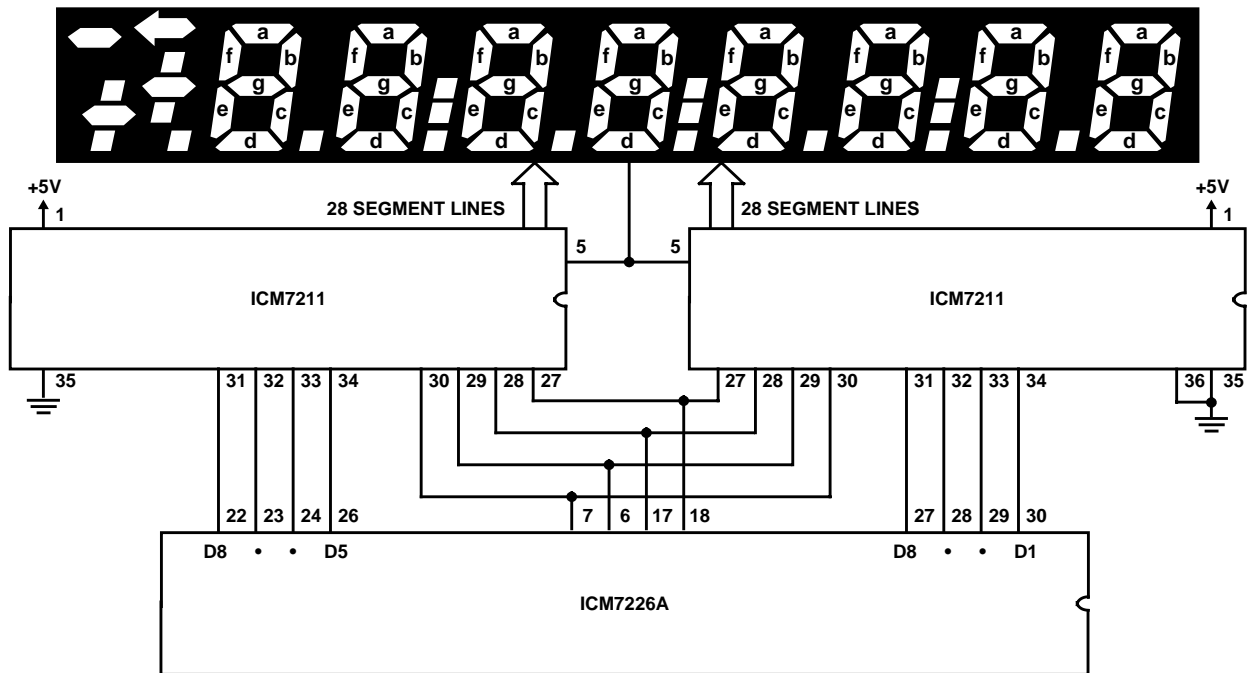 a a a a a a a a
f b f b f b f b f b f b f b f b
g g g g g g g g
e c e c e c e c e c e c e c e c
d d d d d d d d
+5V +5V
1 28 SEGMENT LINES 28 SEGMENT LINES 1
5 5
ICM7211 ICM7211
35 31 32 33 34 30 29 28 27 27 28 29 30 31 32 33 34 36 35
22 23 24 26 7 6 17 18 27 28 29 30
D8 • • D5 D8 • • D1
ICM7226A